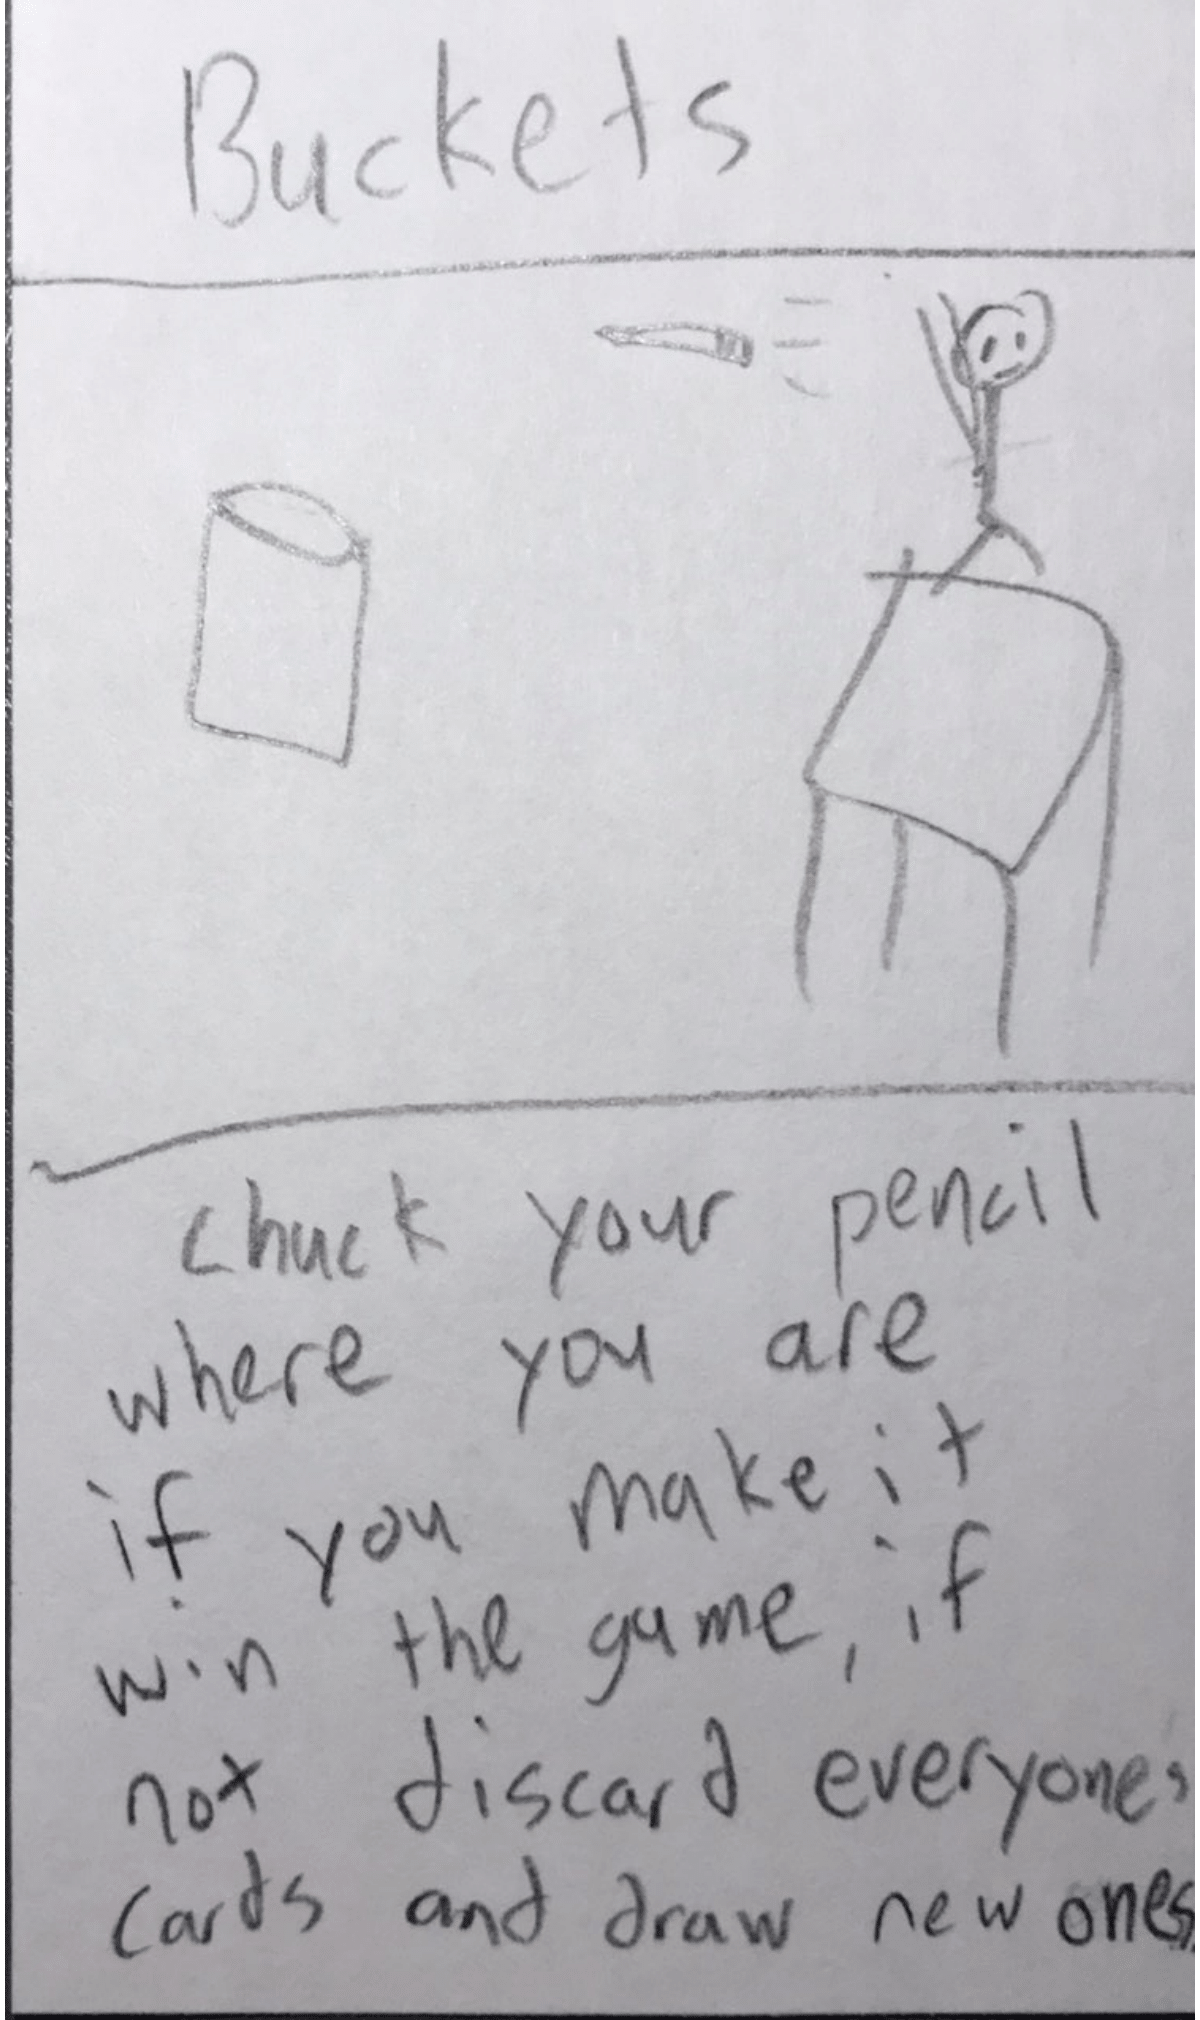 Buckets
chuck your pencil
where you are
if you make it
win the game, if
not discard everyones
cards and draw new ones